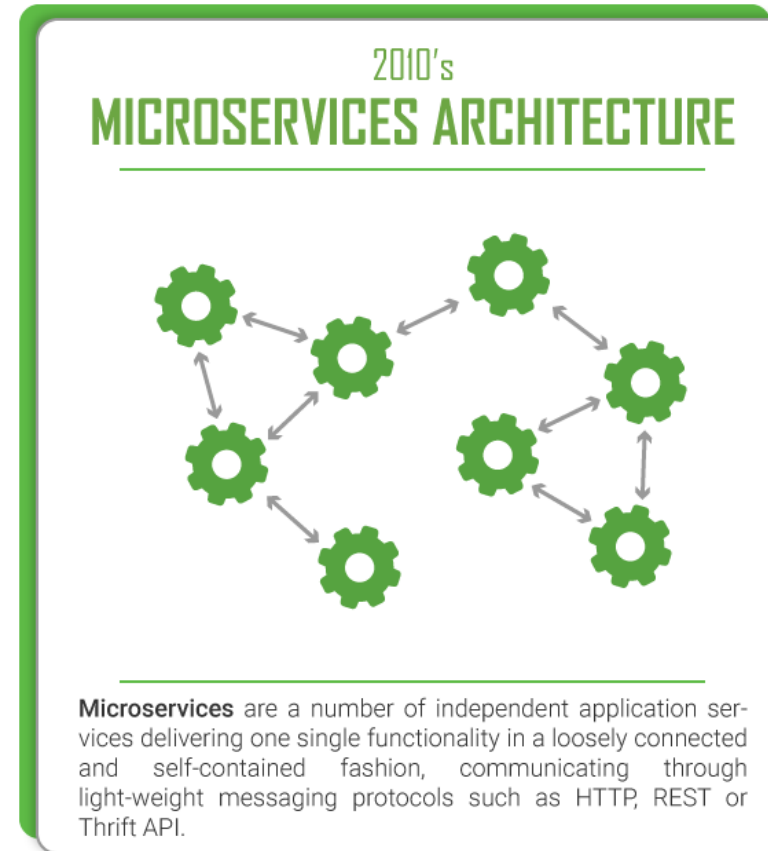 2010's
MICROSERVICES ARCHITECTURE
Microservices are a number of independent application ser-
vices delivering one single functionality in a loosely connected
and self-contained fashion, communicating through
light-weight messaging protocols such as HTTP, REST or
Thrift API.